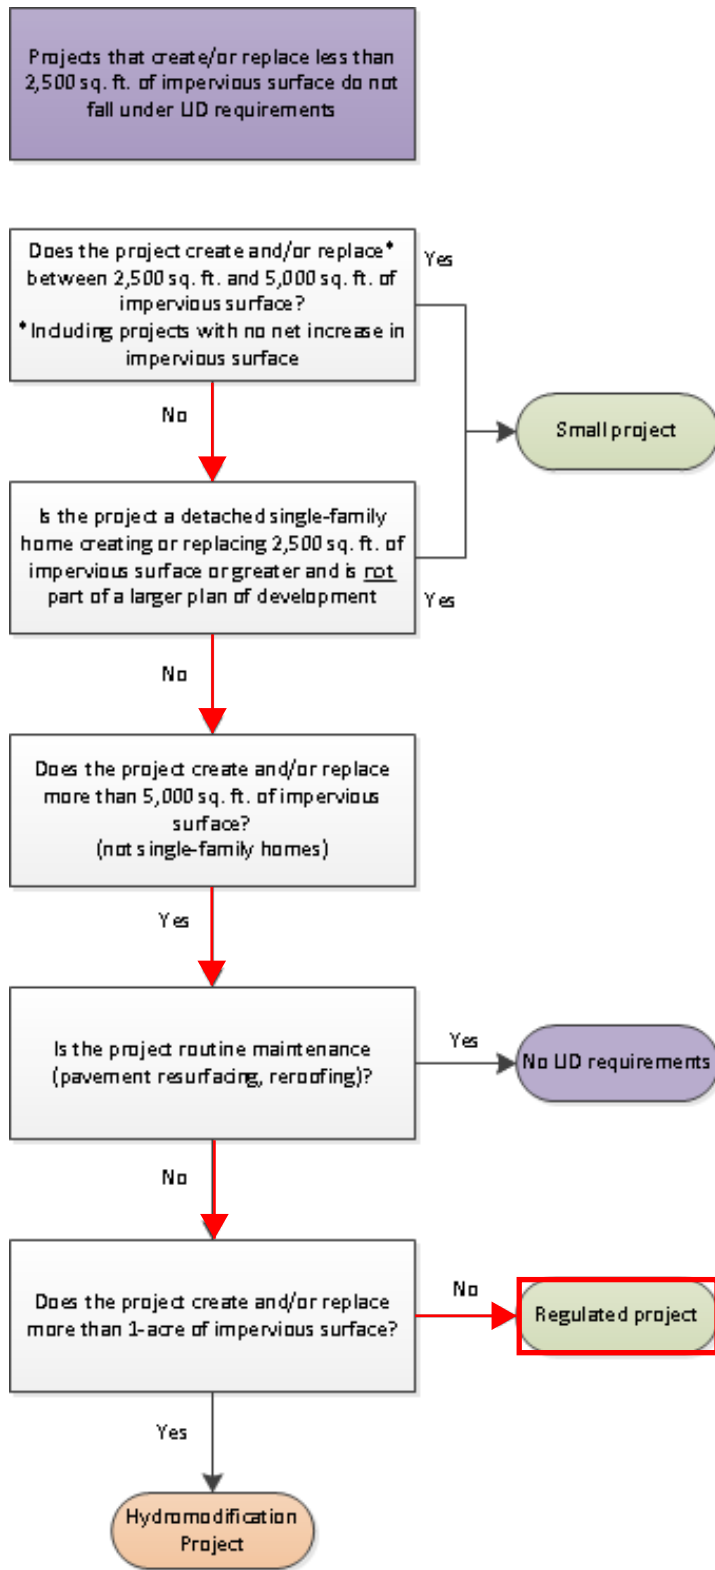 Projects that create/or replace less than
2,500 sq. ft. of impervious surface do not
fall under LID requirements
Does the project create and/or replace*
between 2,500 sq. ft. and 5,000 sq. ft. of
impervious surface?
*Including projects with no net increase in
impervious surface
Yes
No
Small project
Is the project a detached single-family
home creating or replacing 2,500 sq. ft. of
impervious surface or greater and is not
part of a larger plan of development
Yes
No
Does the project create and/or replace
more than 5,000 sq. ft. of impervious
surface?
(not single-family homes)
Yes
Is the project routine maintenance
(pavement resurfacing, reroofing)?
Yes
No LID requirements
No
Does the project create and/or replace
more than 1-acre of impervious surface?
No
Regulated project
Yes
Hydromodification
Project